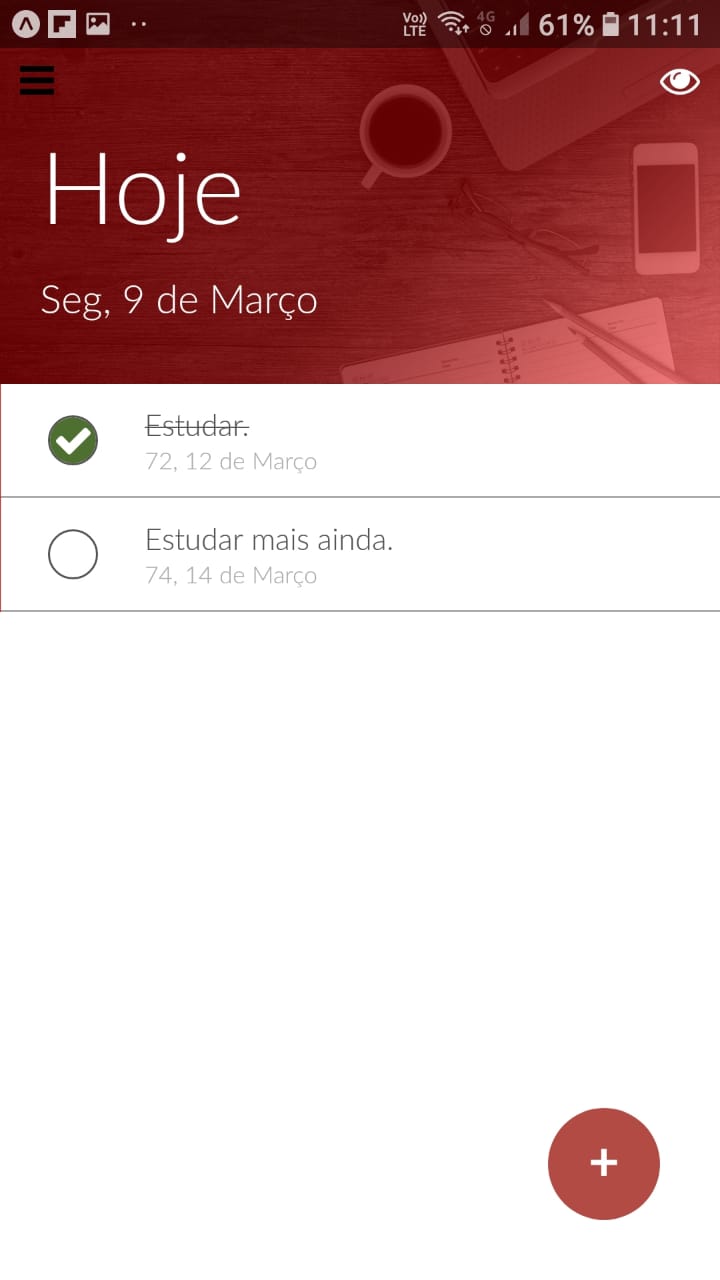 Vo)) LTE 4G 61% 11:11
Hoje
Seg, 9 de Março
Estudar.
72, 12 de Março
Estudar mais ainda.
74, 14 de Março
+